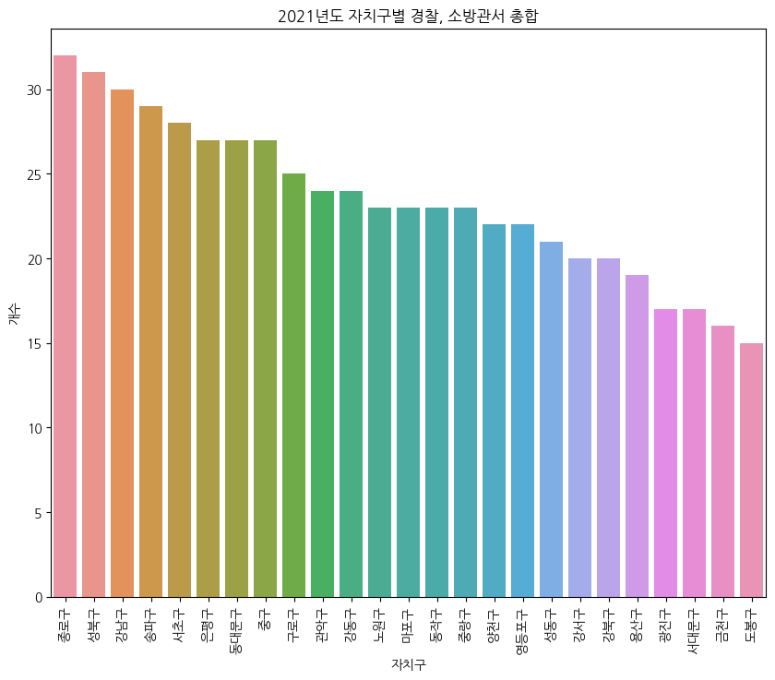 2021년도 자치구별 경찰, 소방관서 총합
개수
30
25
20
15
10
5
0
종로구
성북구
강남구
송파구
서초구
은평구
동대문구
중구
구로구
관악구
강동구
노원구
마포구
동작구
중랑구
양천구
영등포구
성동구
강서구
강북구
용산구
광진구
서대문구
금천구
도봉구
자치구